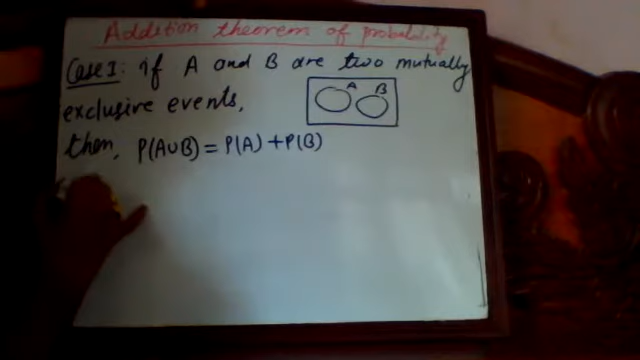 Addition theorem of probability
Case 1: if A and B are two mutually
exclusive events,
A B
then, P(A∪B) = P(A) + P(B)